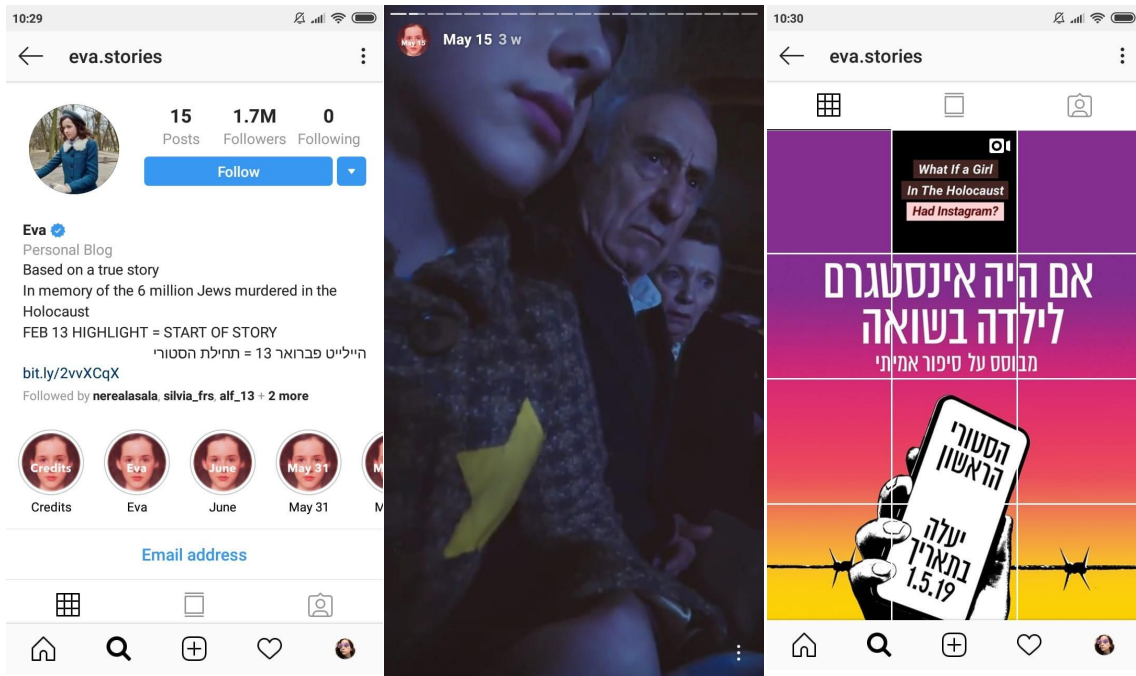 10:29
eva.stories
15
1.7M
0
Posts
Followers
Following
Follow
Eva
Personal Blog
Based on a true story
In memory of the 6 million Jews murdered in the
Holocaust
FEB 13 HIGHLIGHT = START OF STORY
היילייט פברואר 13 = תחילת הסטורי
bit.ly/2vvXCqX
Followed by nerealasala, silvia_frs, alf_13 + 2 more
Credits
Eva
June
May 31
M
Credits
Eva
June
May 31
M
Email address
May 15
May 15 3 w
10:30
eva.stories
What If a Girl
In The Holocaust
Had Instagram?
אם היה אינסטגרם
לילדה בשואה
מבוסס על סיפור אמיתי
הסטורי
הראשון
יעלה
בתאריך
1.5.19